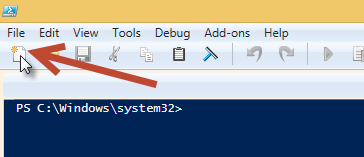 File Edit View Tools Debug Add-ons Help
PS C:\Windows\system32>